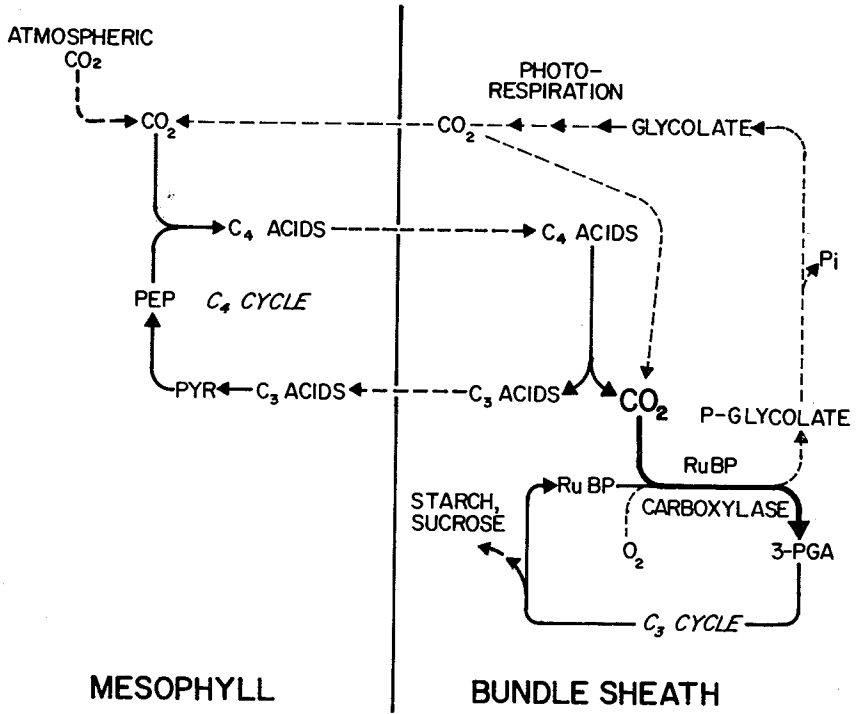 ATMOSPHERIC
CO₂
PHOTO-
RESPIRATION
CO₂
CO₂
GLYCOLATE
C₄ ACIDS
C₄ ACIDS
Pi
PEP
C₄ CYCLE
PYR
C₃ ACIDS
C₃ ACIDS
CO₂
P-GLYCOLATE
RuBP
RuBP
CARBOXYLASE
STARCH,
SUCROSE
O₂
3-PGA
C₃ CYCLE
MESOPHYLL
BUNDLE SHEATH